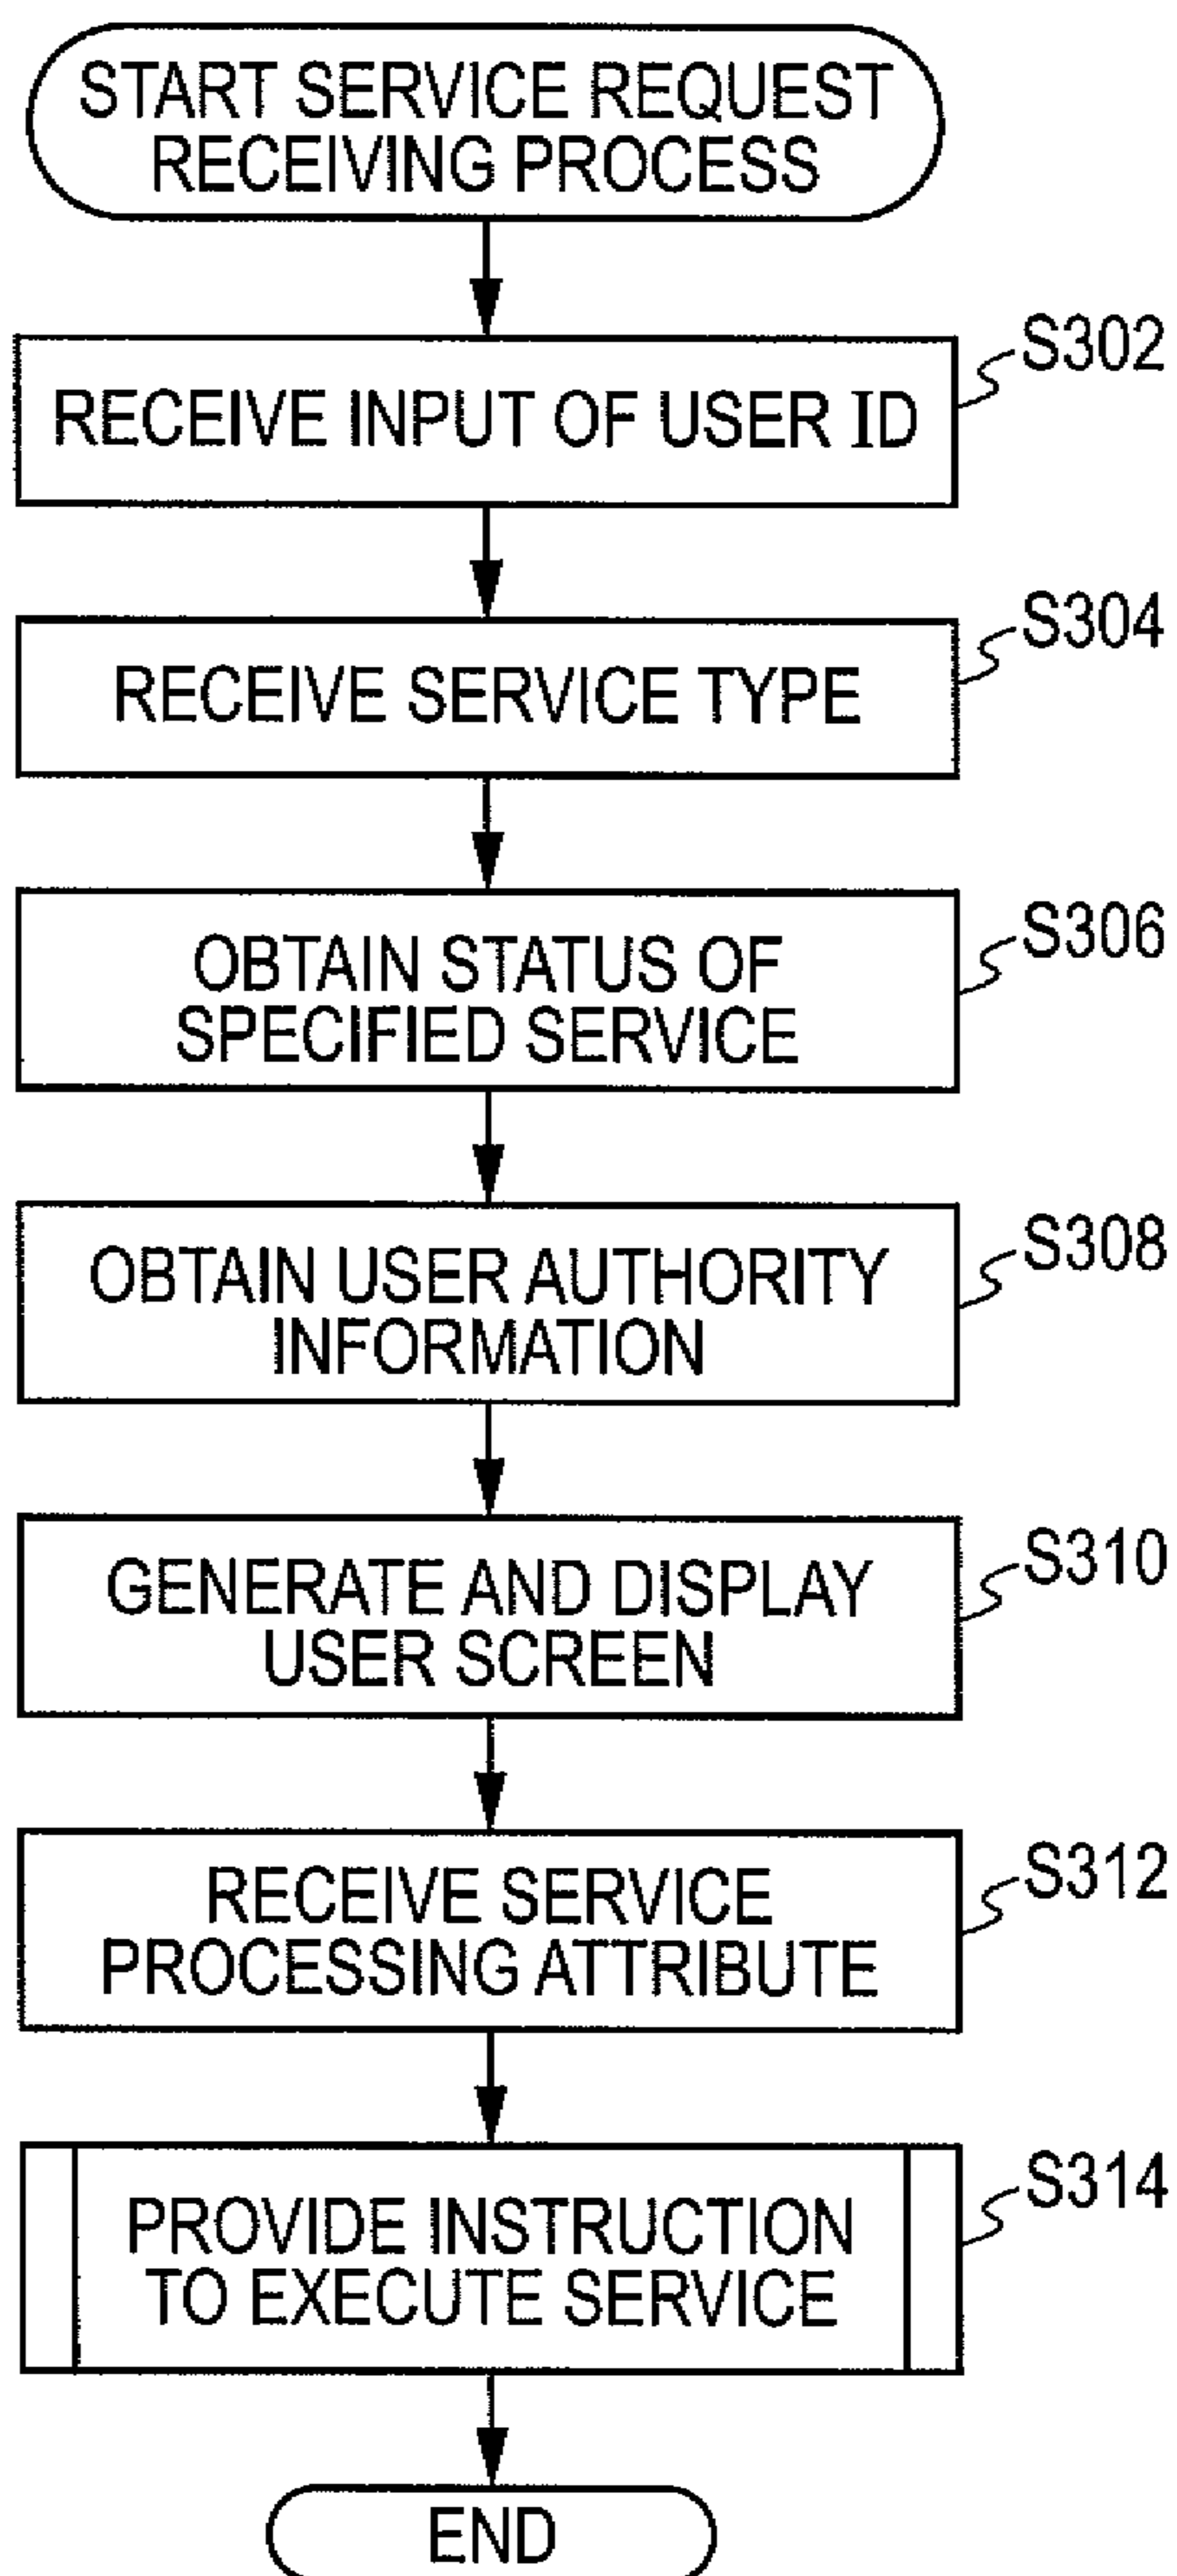 START SERVICE REQUEST
RECEIVING PROCESS
S302
RECEIVE INPUT OF USER ID
S304
RECEIVE SERVICE TYPE
S306
OBTAIN STATUS OF
SPECIFIED SERVICE
S308
OBTAIN USER AUTHORITY
INFORMATION
S310
GENERATE AND DISPLAY
USER SCREEN
S312
RECEIVE SERVICE
PROCESSING ATTRIBUTE
S314
PROVIDE INSTRUCTION
TO EXECUTE SERVICE
END